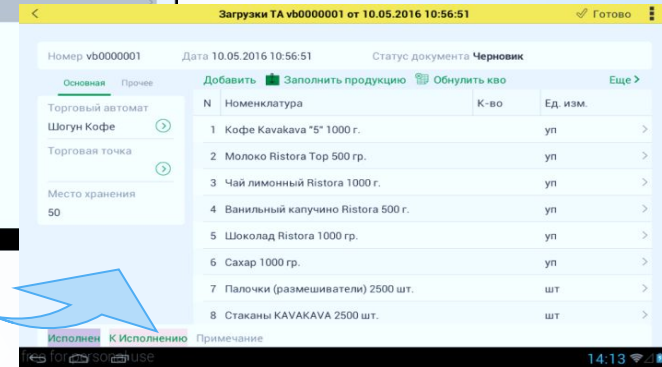 Загрузки ТА vb0000001 от 10.05.2016 10:56:51 Готово
Номер vb0000001 Дата 10.05.2016 10:56:51 Статус документа Черновик
Основная Прочее
Добавить Заполнить продукцию Обнулить кво Еще
Торговый автомат
Шогун Кофе
Торговая точка
Место хранения
50
N Номенклатура К-во Ед. изм.
1 Кофе Kavakava "5" 1000 г. уп
2 Молоко Ristora Top 500 гр. уп
3 Чай лимонный Ristora 1000 г. уп
4 Ванильный капучино Ristora 500 г. уп
5 Шоколад Ristora 1000 гр. уп
6 Сахар 1000 гр. уп
7 Палочки (размешиватели) 2500 шт. шт
8 Стаканы KAVAKAVA 2500 шт. шт
Исполнен К Исполнению Примечание
free for personal use 14:13